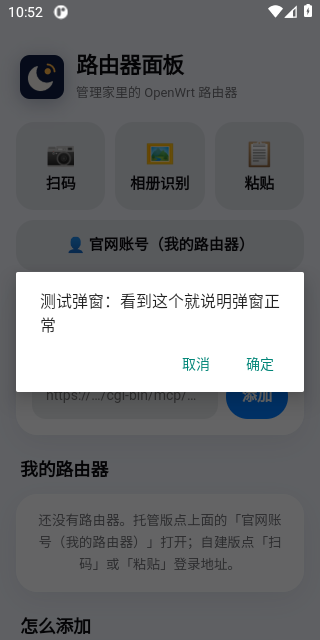 10:52
路由器面板
管理家里的 OpenWrt 路由器
扫码
相册识别
粘贴
官网账号（我的路由器）
测试弹窗：看到这个就说明弹窗正
常
取消
确定
https://…/cgi-bin/mcp/…
添加
我的路由器
还没有路由器。托管版点上面的「官网账
号（我的路由器）」打开；自建版点「扫
码」或「粘贴」登录地址。
怎么添加